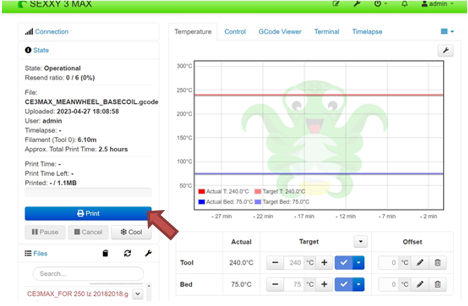 SEXXY 3 MAX
admin
Connection
State
State: Operational
Resend ratio: 0 / 6 (0%)
File:
CE3MAX_MEANWHEEL_BASECOIL.gcode
Uploaded: 2023-04-27 18:08:58
User: admin
Timelapse: -
Filament (Tool 0): 6.10m
Approx. Total Print Time: 2.5 hours
Print Time: -
Print Time Left: -
Printed: - / 1.1MB
Print
Pause Cancel Cool
Files
Search...
CE3MAX_FOR 250 tz 20182018.g
Temperature Control GCode Viewer Terminal Timelapse
300°C
250°C
200°C
150°C
100°C
50°C
Actual T: 240.0°C Target T: 240.0°C
Actual Bed: 75.0°C Target Bed: 75.0°C
- 27 min - 22 min - 17 min - 12 min - 7 min - 2 min
Actual Target Offset
Tool 240.0°C 240 °C 0 °C
Bed 75.0°C 75 °C 0 °C